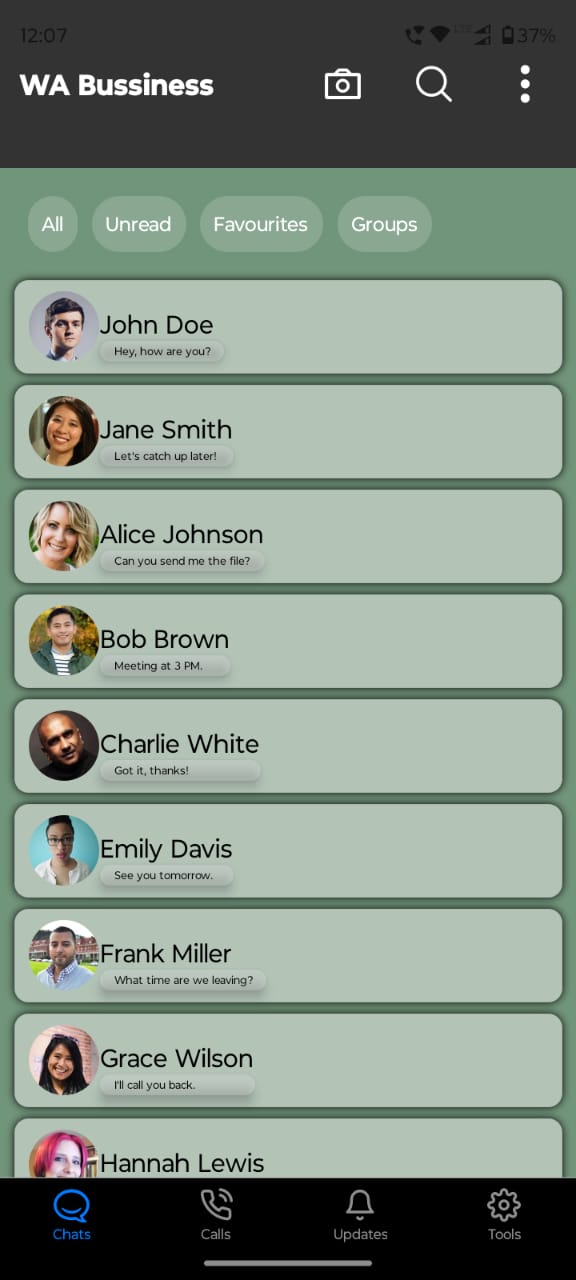 12:07
LTE 37%
WA Bussiness
All Unread Favourites Groups
John Doe
Hey, how are you?
Jane Smith
Let's catch up later!
Alice Johnson
Can you send me the file?
Bob Brown
Meeting at 3 PM.
Charlie White
Got it, thanks!
Emily Davis
See you tomorrow.
Frank Miller
What time are we leaving?
Grace Wilson
I'll call you back.
Hannah Lewis
Chats Calls Updates Tools